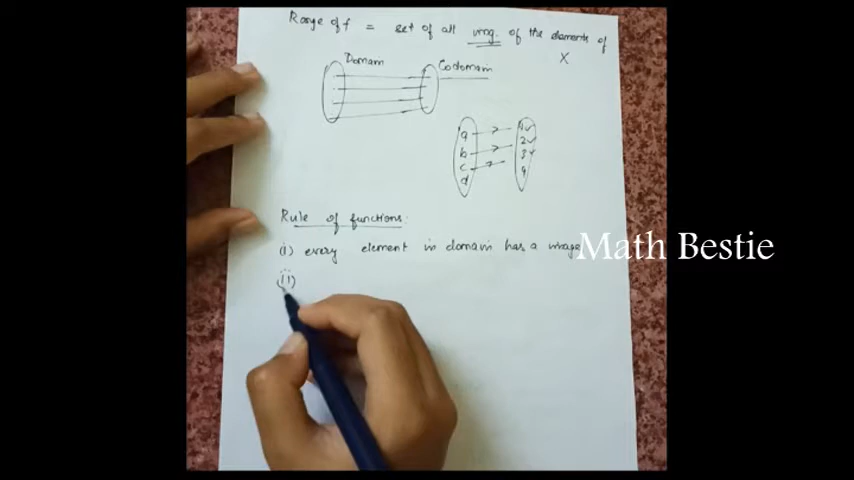 Range of f = set of all img. of the elements of
X
Domain
Codomain
a 1
b 2
c 3
d 4
Rule of functions:
(i) every element in domain has a image
(ii)
Math Bestie